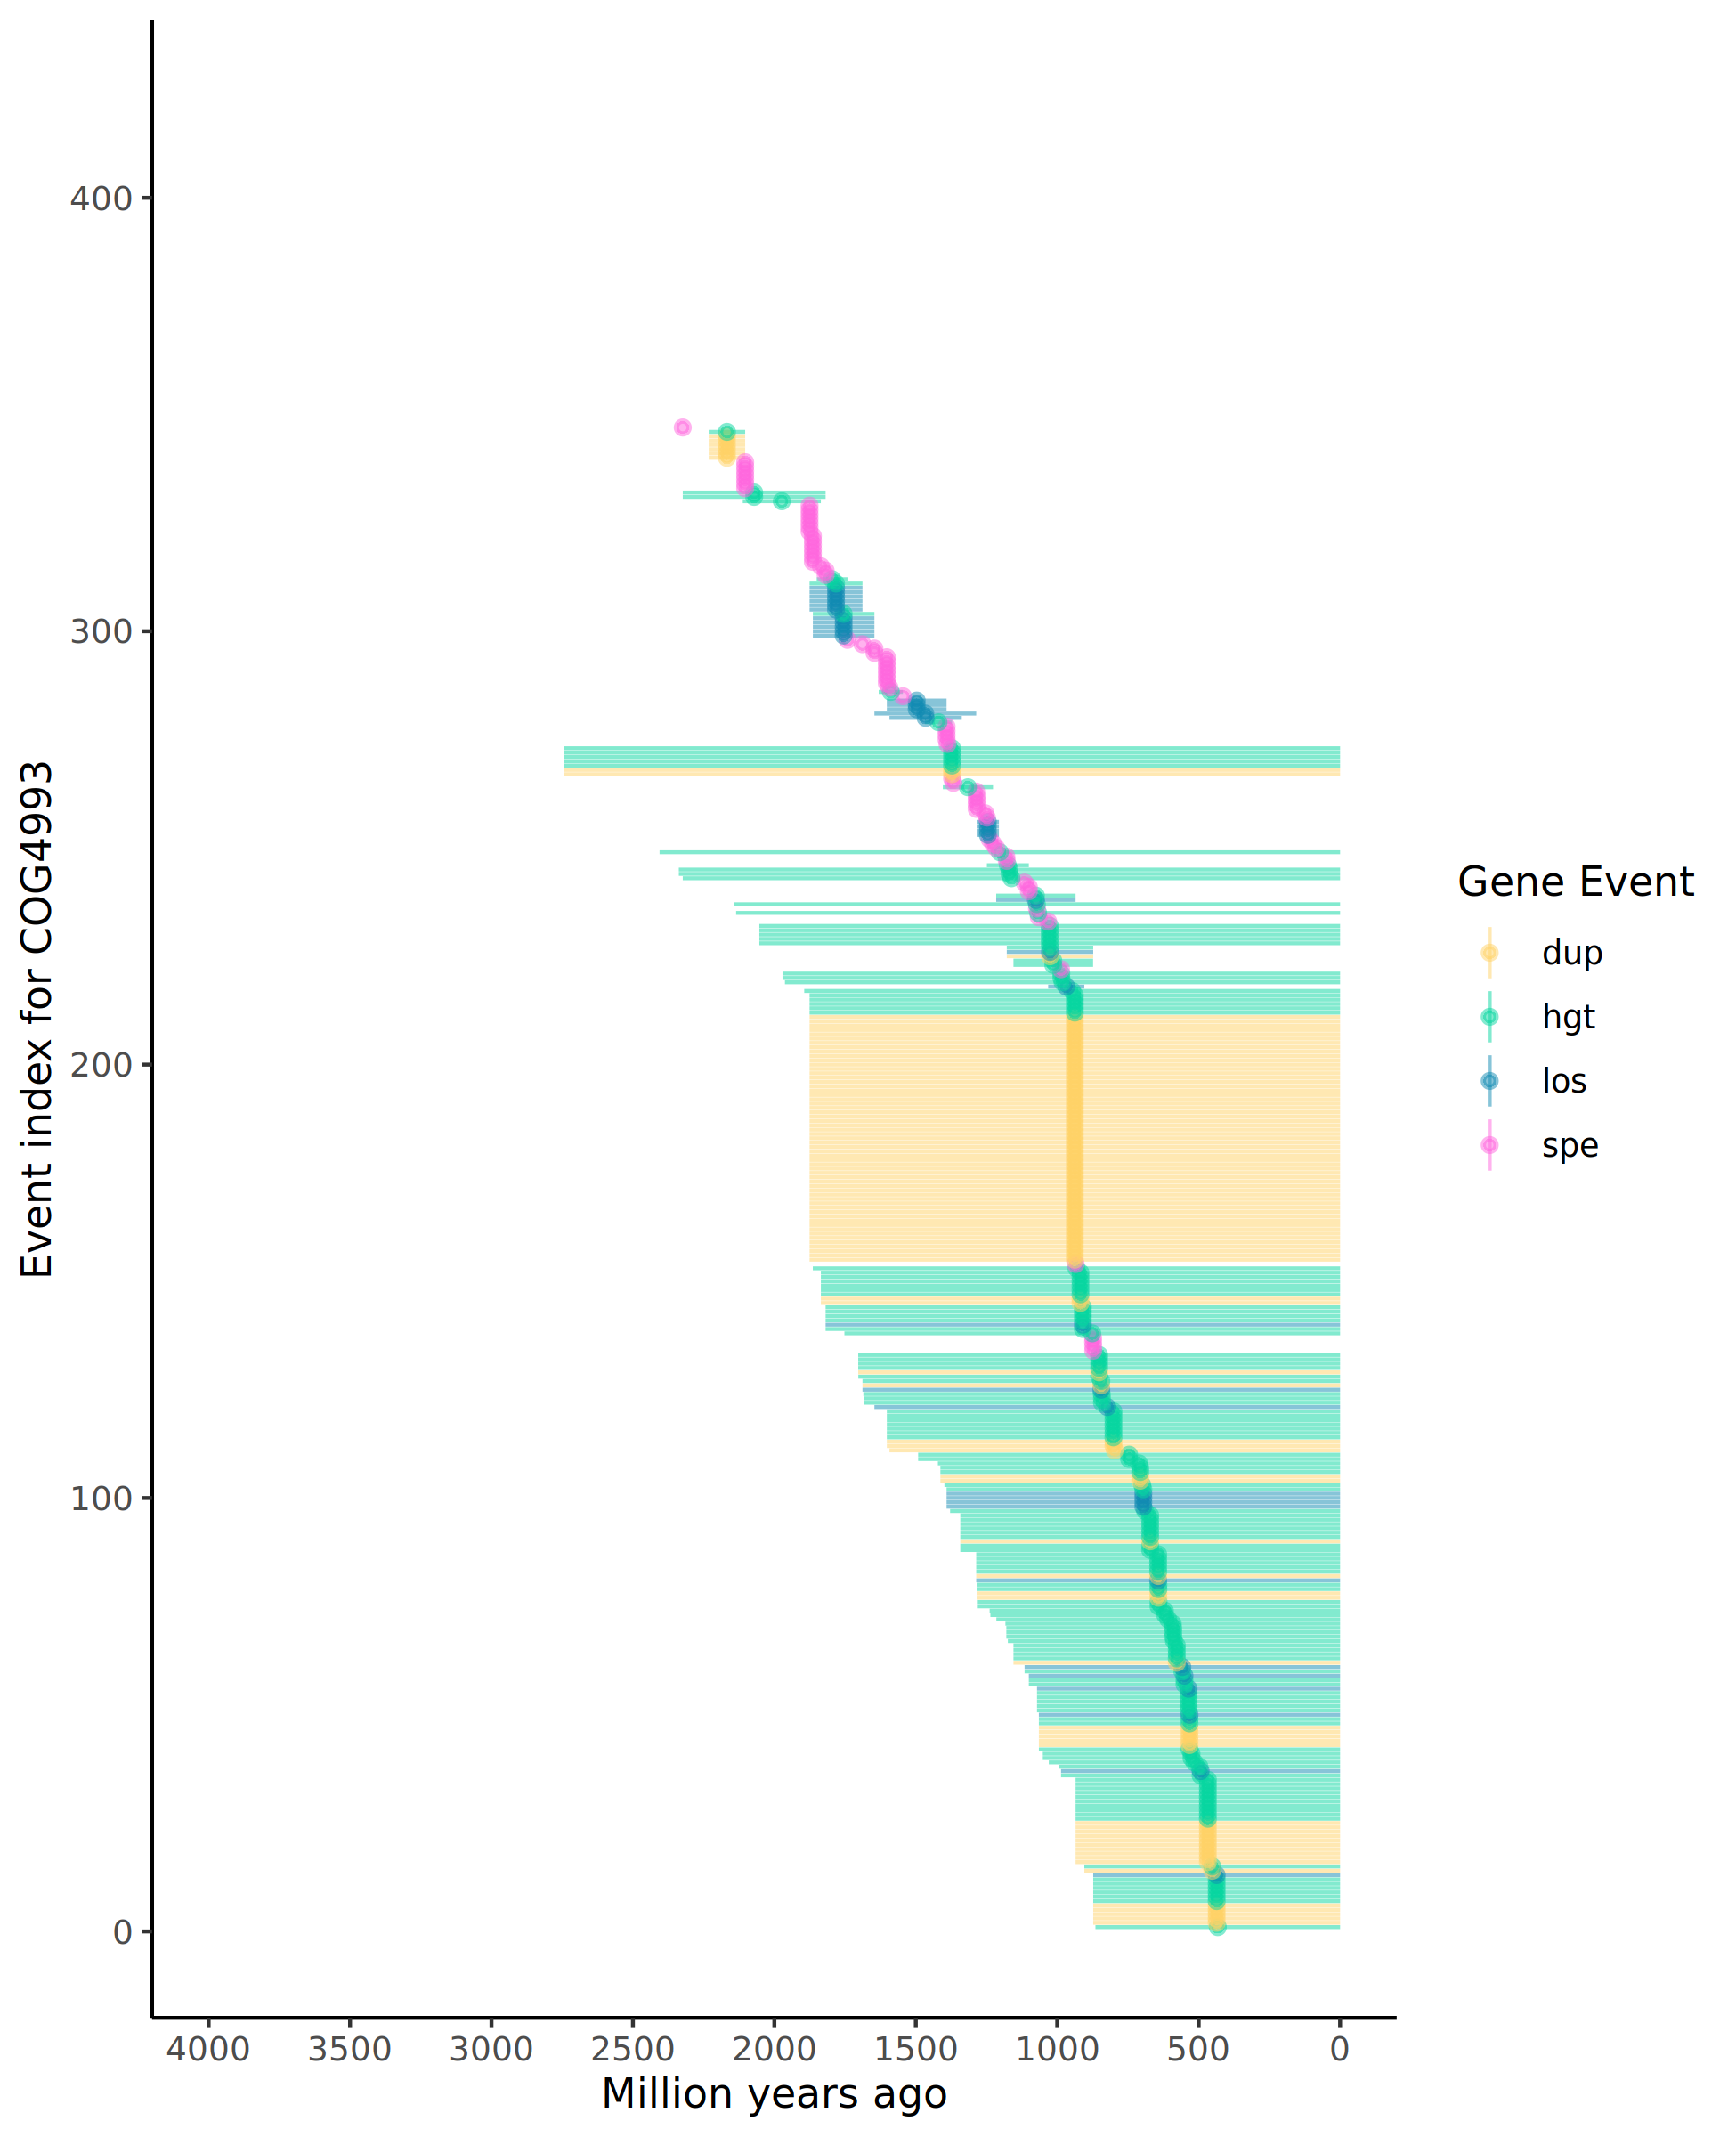 Event index for COG4993
400
300
200
100
0
4000 3500 3000 2500 2000 1500 1000 500 0
Million years ago
Gene Event
dup
hgt
los
spe